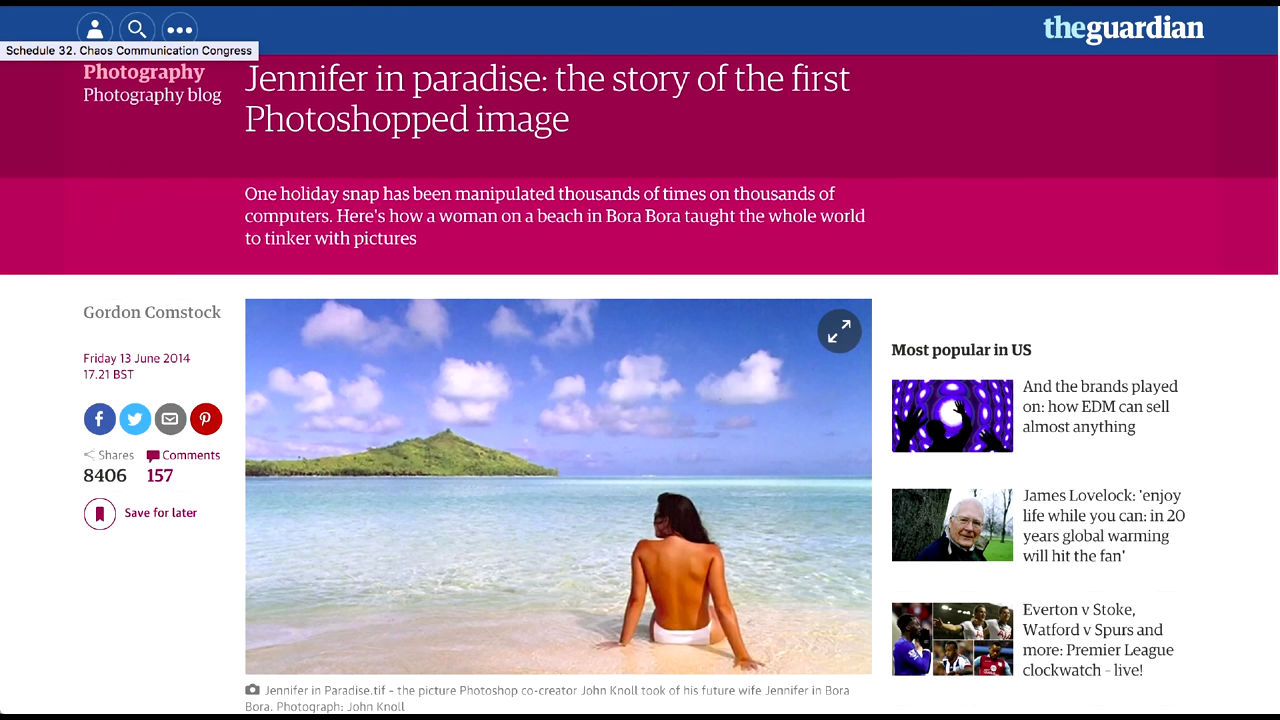 theguardian
Schedule 32. Chaos Communication Congress
Photography
Photography blog
Jennifer in paradise: the story of the first
Photoshopped image
One holiday snap has been manipulated thousands of times on thousands of
computers. Here's how a woman on a beach in Bora Bora taught the whole world
to tinker with pictures
Gordon Comstock
Friday 13 June 2014
17.21 BST
Shares
8406
Comments
157
Save for later
Jennifer in Paradise.tif – the picture Photoshop co-creator John Knoll took of his future wife Jennifer in Bora
Bora. Photograph: John Knoll
Most popular in US
And the brands played
on: how EDM can sell
almost anything
James Lovelock: 'enjoy
life while you can: in 20
years global warming
will hit the fan'
Everton v Stoke,
Watford v Spurs and
more: Premier League
clockwatch – live!